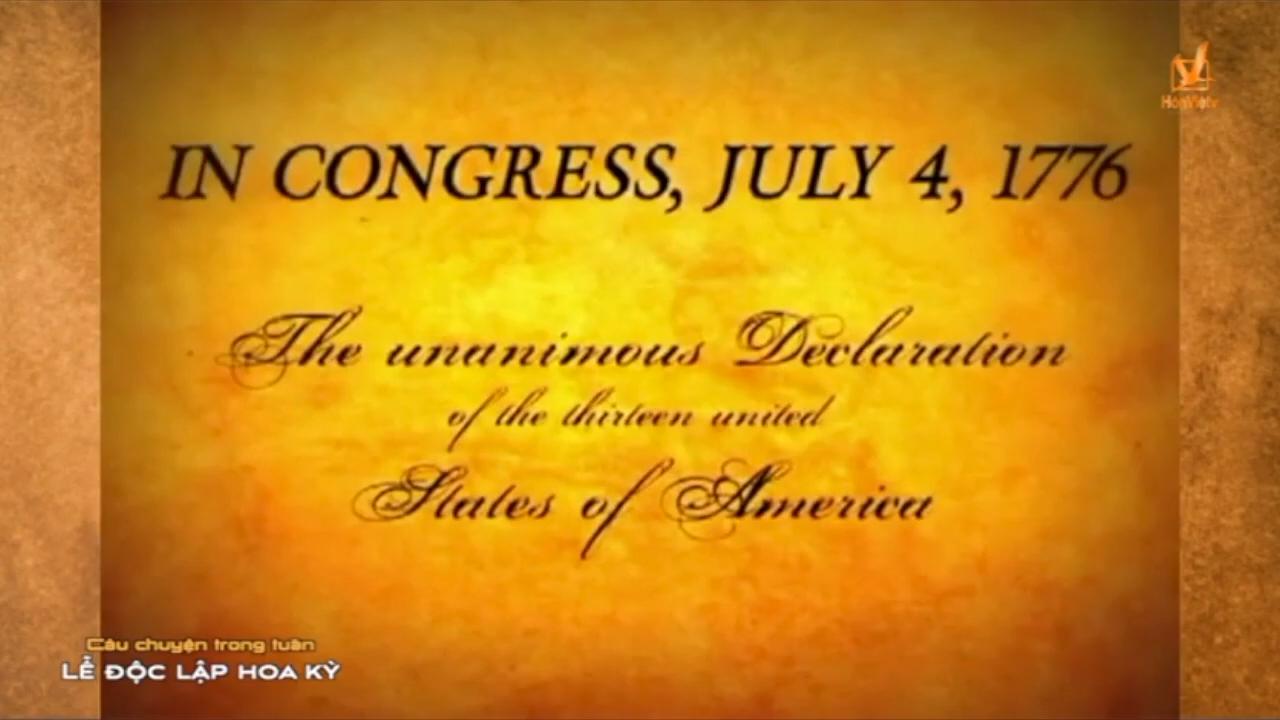 HồnViệttv
IN CONGRESS, JULY 4, 1776
The unanimous Declaration
of the thirteen united
States of America
Câu chuyện trong tuần
LỄ ĐỘC LẬP HOA KỲ